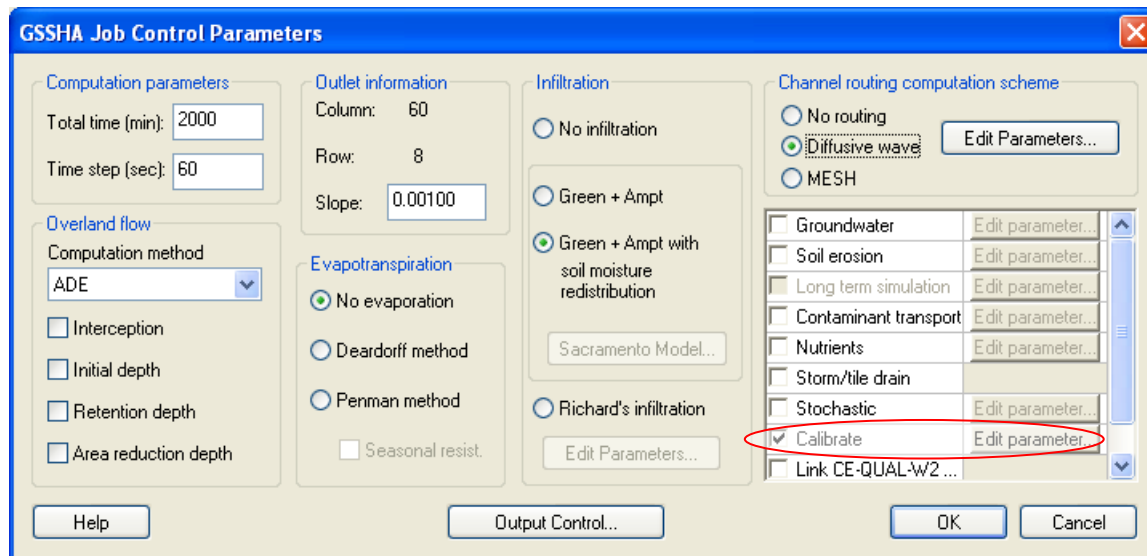 GSSHA Job Control Parameters
Computation parameters
Total time (min): 2000
Time step (sec): 60
Overland flow
Computation method
ADE
Interception
Initial depth
Retention depth
Area reduction depth
Outlet information
Column: 60
Row: 8
Slope: 0.00100
Evapotranspiration
No evaporation
Deardorff method
Penman method
Seasonal resist.
Infiltration
No infiltration
Green + Ampt
Green + Ampt with
soil moisture
redistribution
Sacramento Model...
Richard's infiltration
Edit Parameters...
Channel routing computation scheme
No routing
Diffusive wave
MESH
Edit Parameters...
Groundwater Edit parameter...
Soil erosion Edit parameter...
Long term simulation Edit parameter...
Contaminant transport Edit parameter...
Nutrients Edit parameter...
Storm/tile drain
Stochastic Edit parameter...
Calibrate Edit parameter...
Link CE-QUAL-W2 ...
Help
Output Control...
OK
Cancel